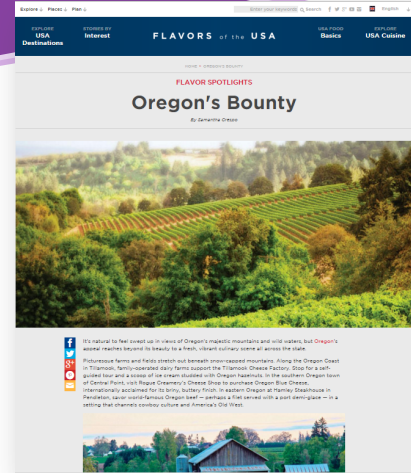 Explore Places Plan
Enter your keyword Search English
EXPLORE
USA
Destinations
STORIES BY
Interest
FLAVORS of the USA
USA FOOD
Basics
EXPLORE
USA Cuisine
HOME > OREGON'S BOUNTY
FLAVOR SPOTLIGHTS
Oregon's Bounty
By Samantha Crespo
It's natural to feel swept up in views of Oregon's majestic mountains and wild waters, but Oregon's
appeal reaches beyond its beauty to a fresh, vibrant culinary scene all across the state.
Picturesque farms and fields stretch out beneath snow-capped mountains. Along the Oregon Coast
in Tillamook, family-operated dairy farms support the Tillamook Cheese Factory. Stop for a self-
guided tour and a scoop of ice cream studded with Oregon hazelnuts. In the southern Oregon town
of Central Point, visit Rogue Creamery's Cheese Shop to purchase Oregon Blue Cheese,
internationally acclaimed for its briny, buttery finish. In eastern Oregon at Hamley Steakhouse in
Pendleton, savor world-famous Oregon beef — perhaps a filet served with a port demi-glace — in a
setting that channels cowboy culture and America's Old West.